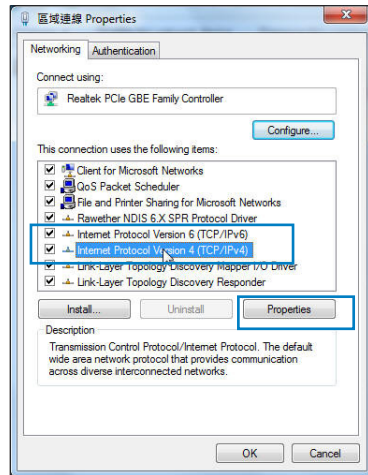 區域連線 Properties
Networking Authentication
Connect using:
Realtek PCIe GBE Family Controller
Configure...
This connection uses the following items:
Client for Microsoft Networks
QoS Packet Scheduler
File and Printer Sharing for Microsoft Networks
Rawether NDIS 6.X SPR Protocol Driver
Internet Protocol Version 6 (TCP/IPv6)
Internet Protocol Version 4 (TCP/IPv4)
Link-Layer Topology Discovery Mapper I/O Driver
Link-Layer Topology Discovery Responder
Install... Uninstall Properties
Description
Transmission Control Protocol/Internet Protocol. The default
wide area network protocol that provides communication
across diverse interconnected networks.
OK Cancel